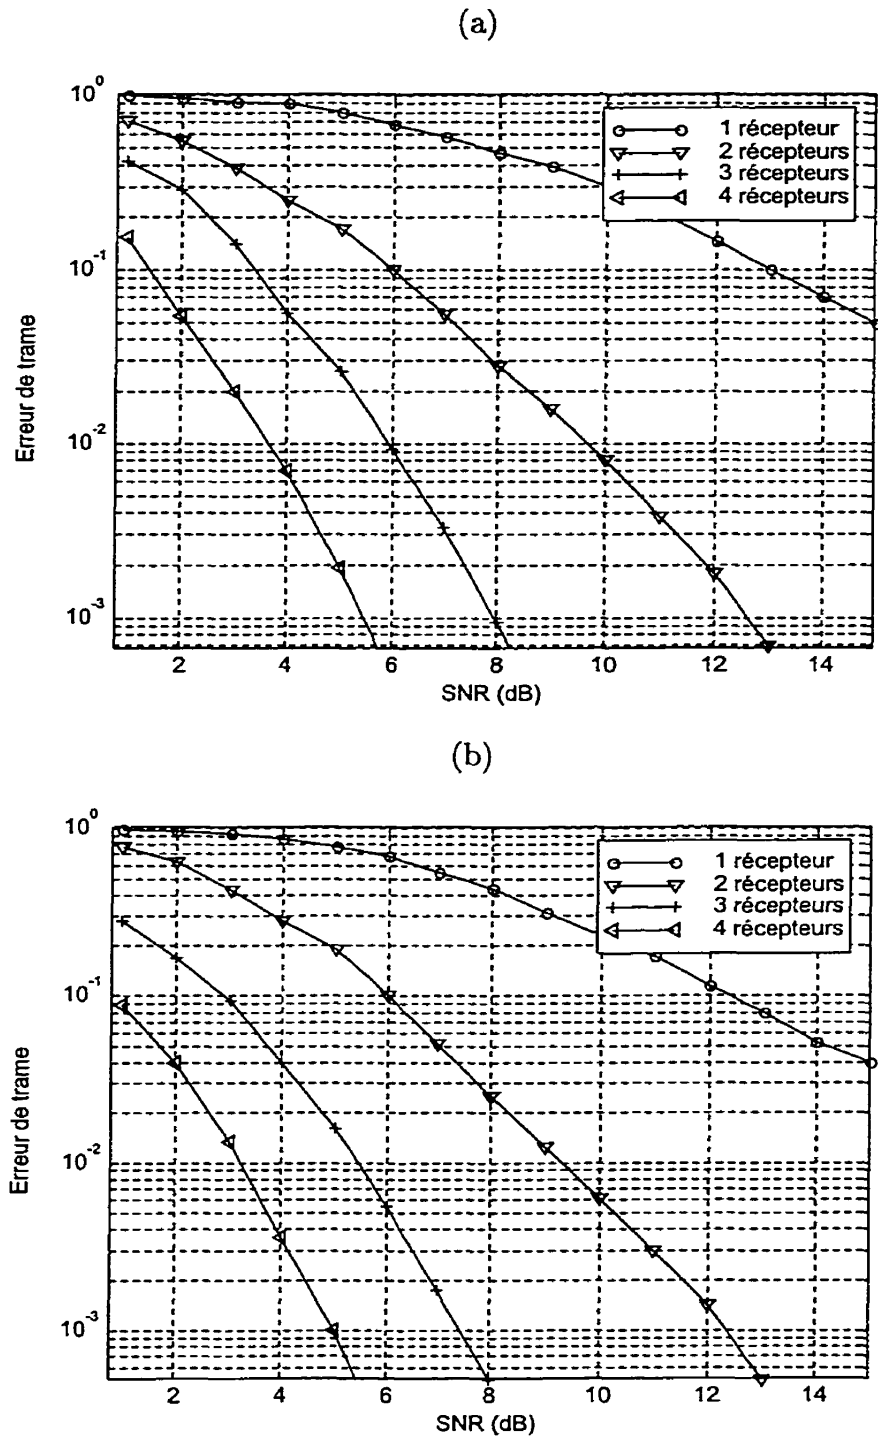 (a)
10^0
10^-1
10^-2
10^-3
Erreur de trame
1 récepteur
2 récepteurs
3 récepteurs
4 récepteurs
2 4 6 8 10 12 14
SNR (dB)
(b)
10^0
10^-1
10^-2
10^-3
Erreur de trame
1 récepteur
2 récepteurs
3 récepteurs
4 récepteurs
2 4 6 8 10 12 14
SNR (dB)